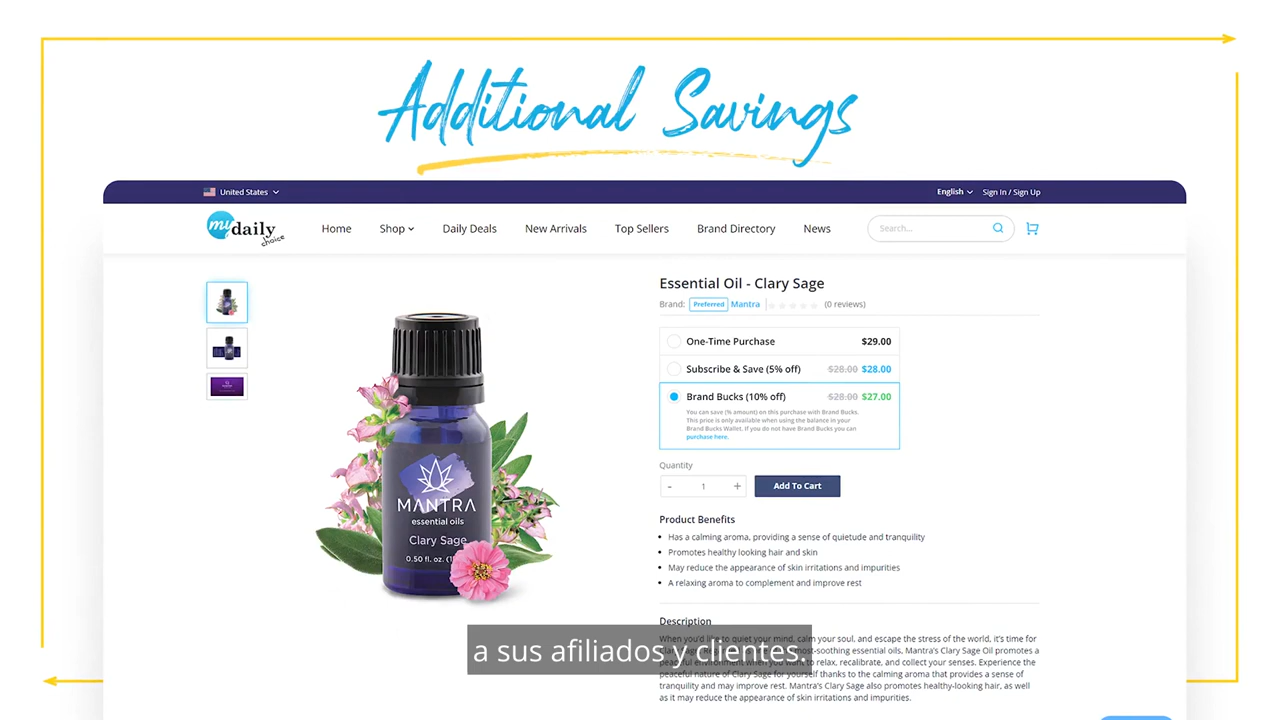 Additional Savings
United States
English
Sign In / Sign Up
my daily choice
Home
Shop
Daily Deals
New Arrivals
Top Sellers
Brand Directory
News
Search...
Essential Oil - Clary Sage
Brand: Preferred Mantra (0 reviews)
One-Time Purchase $29.00
Subscribe & Save (5% off) $28.00 $28.00
Brand Bucks (10% off) $28.00 $27.00
You can save (% amount) on this purchase with Brand Bucks.
This price is only available when using the balance in your
Brand Bucks Wallet. If you do not have Brand Bucks you can
purchase here.
Quantity
- 1 +
Add To Cart
MANTRA
essential oils
Clary Sage
0.50 fl. oz.
Product Benefits
Has a calming aroma, providing a sense of quietude and tranquility
Promotes healthy looking hair and skin
May reduce the appearance of skin irritations and impurities
A relaxing aroma to complement and improve rest
Description
When you'd like to quiet your mind, calm your soul, and escape the stress of the world, it's time for
most-soothing essential oils, Mantra's Clary Sage Oil promotes a
peaceful environment when you want to relax, recalibrate, and collect your senses. Experience the
peaceful nature of Clary Sage for yourself thanks to the calming aroma that provides a sense of
tranquility and may improve rest. Mantra's Clary Sage also promotes healthy-looking hair, as well
as it may reduce the appearance of skin irritations and impurities.
a sus afiliados y clientes.